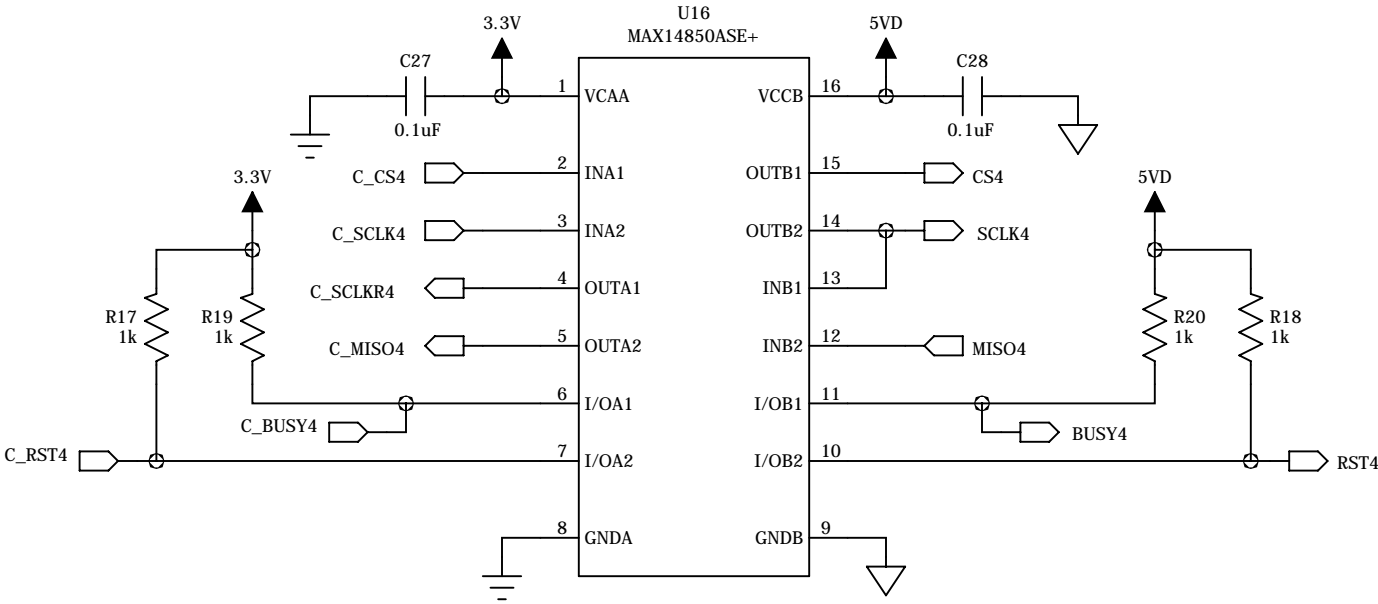 U16
MAX14850ASE+
3.3V
5VD
C27
C28
1
VCAA
VCCB
16
0.1uF
0.1uF
C_CS4
2
INA1
OUTB1
15
CS4
3.3V
5VD
C_SCLK4
3
INA2
OUTB2
14
SCLK4
C_SCLKR4
4
OUTA1
INB1
13
R17
1k
R19
1k
R20
1k
R18
1k
C_MISO4
5
OUTA2
INB2
12
MISO4
6
I/OA1
I/OB1
11
C_BUSY4
BUSY4
C_RST4
7
I/OA2
I/OB2
10
RST4
8
GNDA
GNDB
9